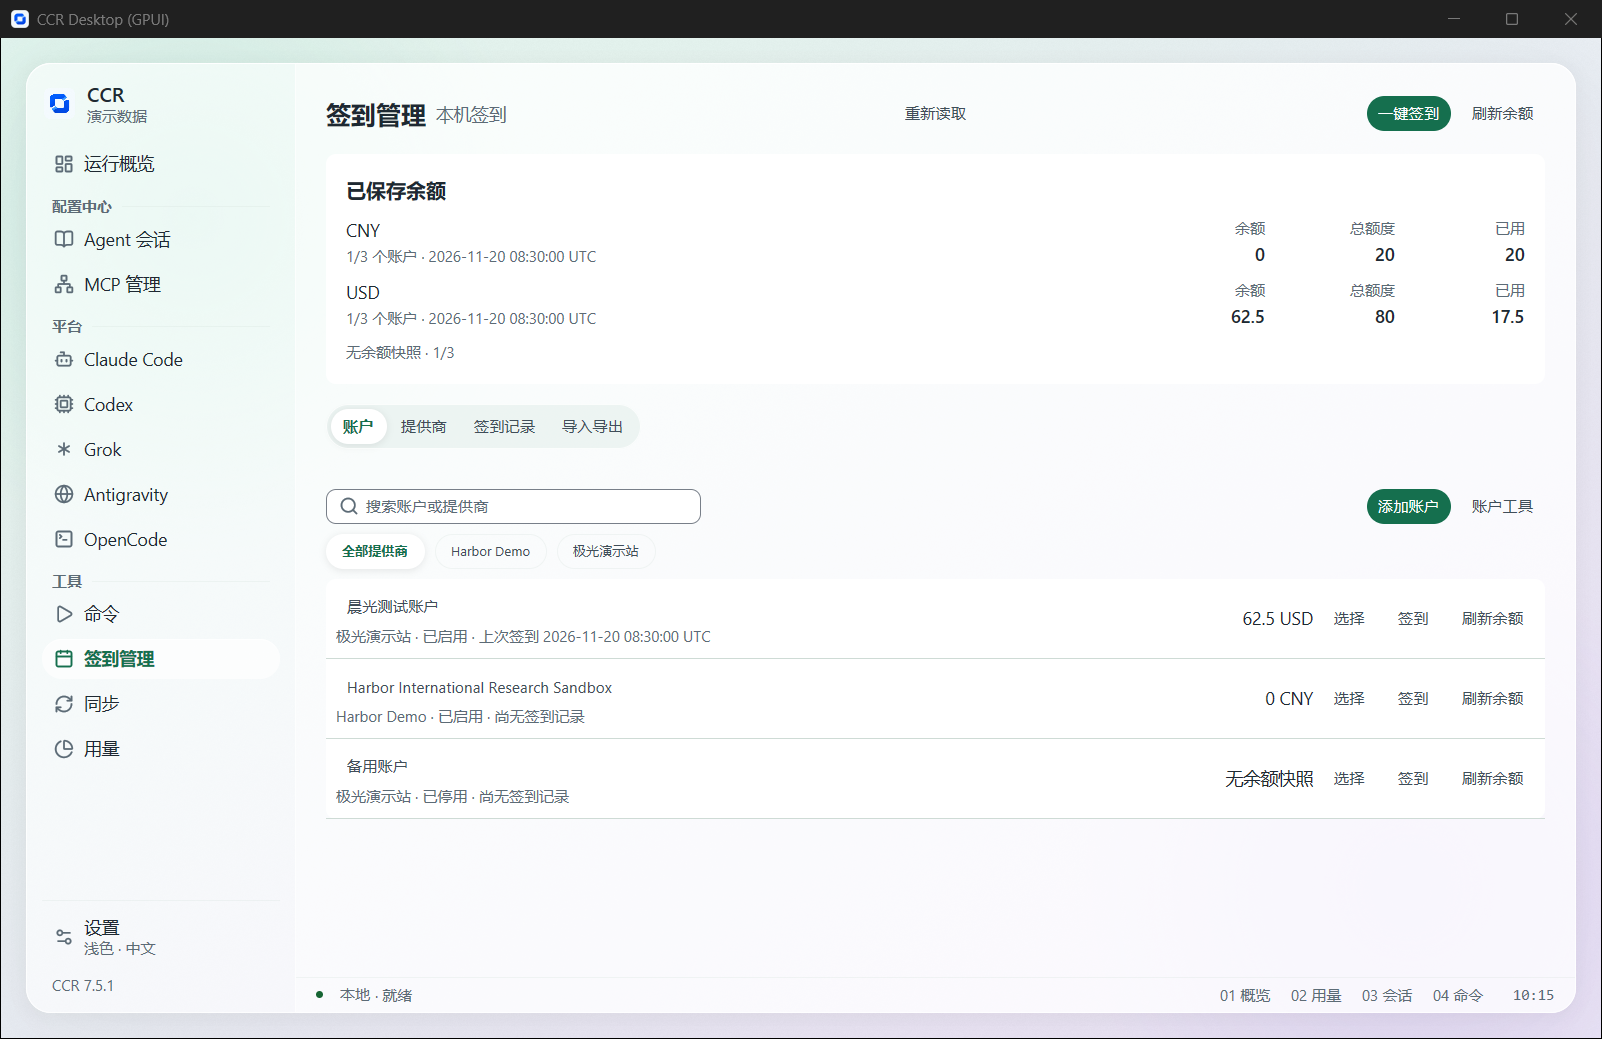 CCR Desktop (GPUI)
CCR
演示数据
运行概览
配置中心
Agent 会话
MCP 管理
平台
Claude Code
Codex
Grok
Antigravity
OpenCode
工具
命令
签到管理
同步
用量
设置
浅色 · 中文
CCR 7.5.1
签到管理 本机签到 重新读取 一键签到 刷新余额
已保存余额
CNY 余额 总额度 已用
1/3 个账户 · 2026-11-20 08:30:00 UTC 0 20 20
USD 余额 总额度 已用
1/3 个账户 · 2026-11-20 08:30:00 UTC 62.5 80 17.5
无余额快照 · 1/3
账户 提供商 签到记录 导入导出
搜索账户或提供商 添加账户 账户工具
全部提供商 Harbor Demo 极光演示站
晨光测试账户
极光演示站 · 已启用 · 上次签到 2026-11-20 08:30:00 UTC
62.5 USD 选择 签到 刷新余额
Harbor International Research Sandbox
Harbor Demo · 已启用 · 尚无签到记录
0 CNY 选择 签到 刷新余额
备用账户
极光演示站 · 已停用 · 尚无签到记录
无余额快照 选择 签到 刷新余额
本地 · 就绪 01 概览 02 用量 03 会话 04 命令 10:15